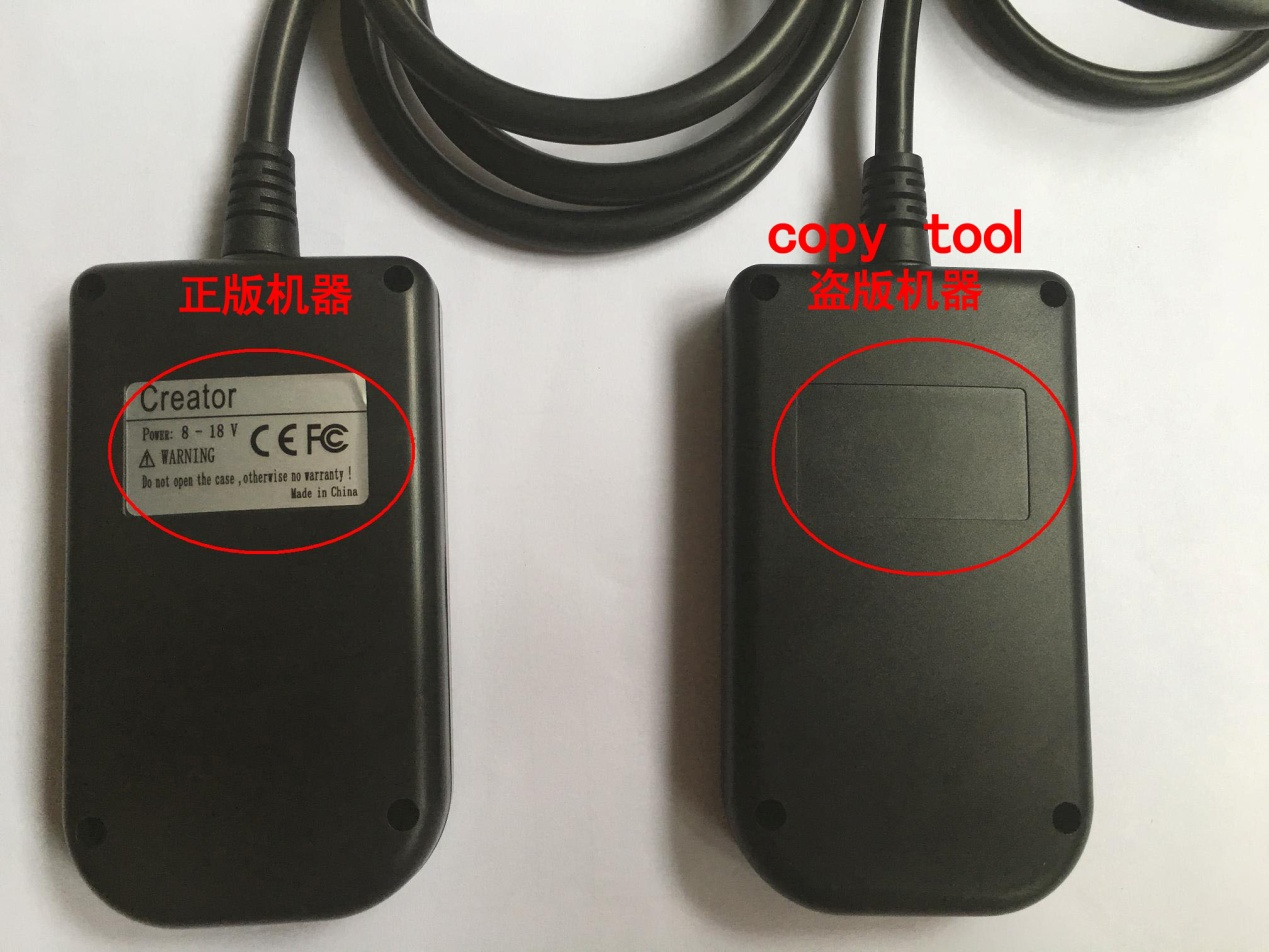 copy tool
正版机器
盗版机器
Creator
POWER: 8 - 18 V
CE FC
WARNING
Do not open the case ,otherwise no warranty !
Made in China